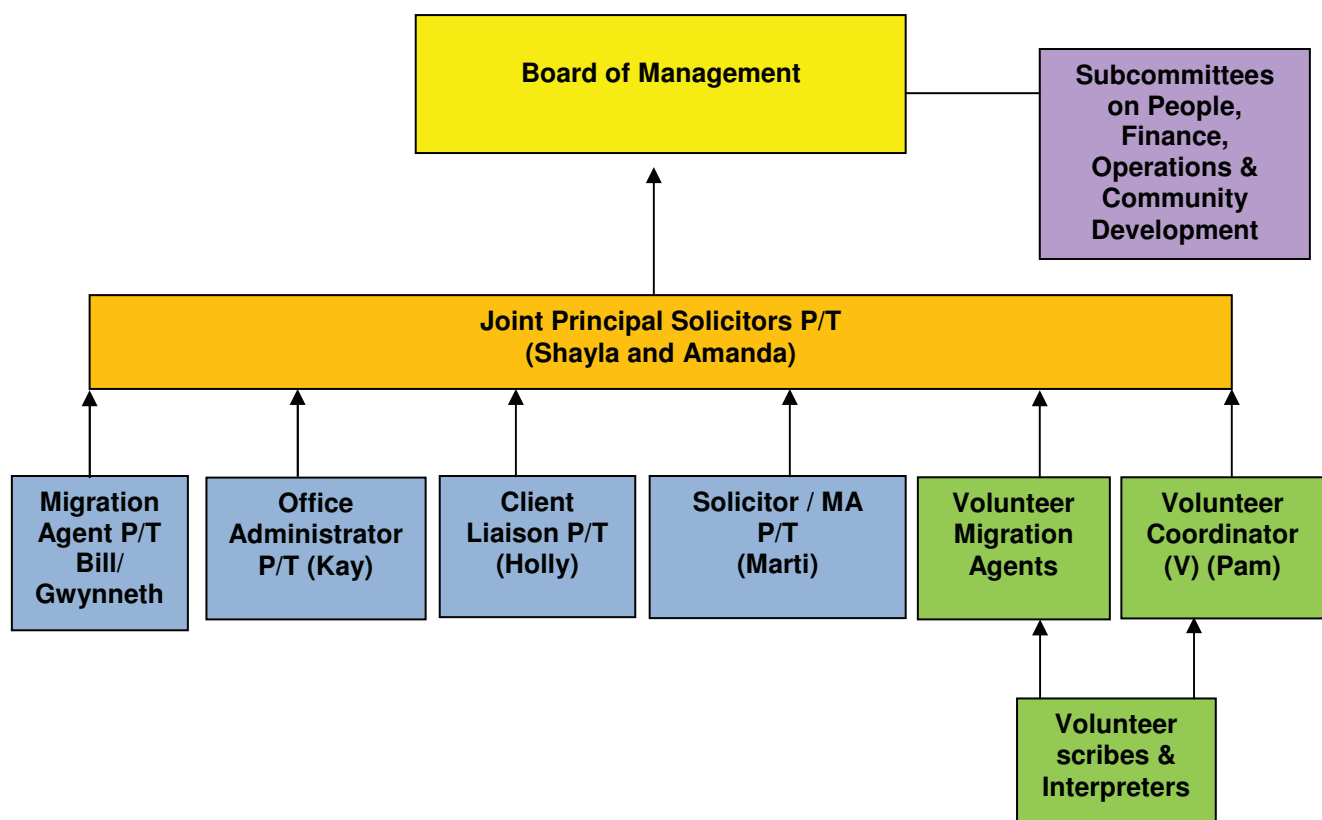 Board of Management
Subcommittees
on People,
Finance,
Operations &
Community
Development
Joint Principal Solicitors P/T
(Shayla and Amanda)
Migration
Agent P/T
Bill/
Gwynneth
Office
Administrator
P/T (Kay)
Client
Liaison P/T
(Holly)
Solicitor / MA
P/T
(Marti)
Volunteer
Migration
Agents
Volunteer
Coordinator
(V) (Pam)
Volunteer
scribes &
Interpreters